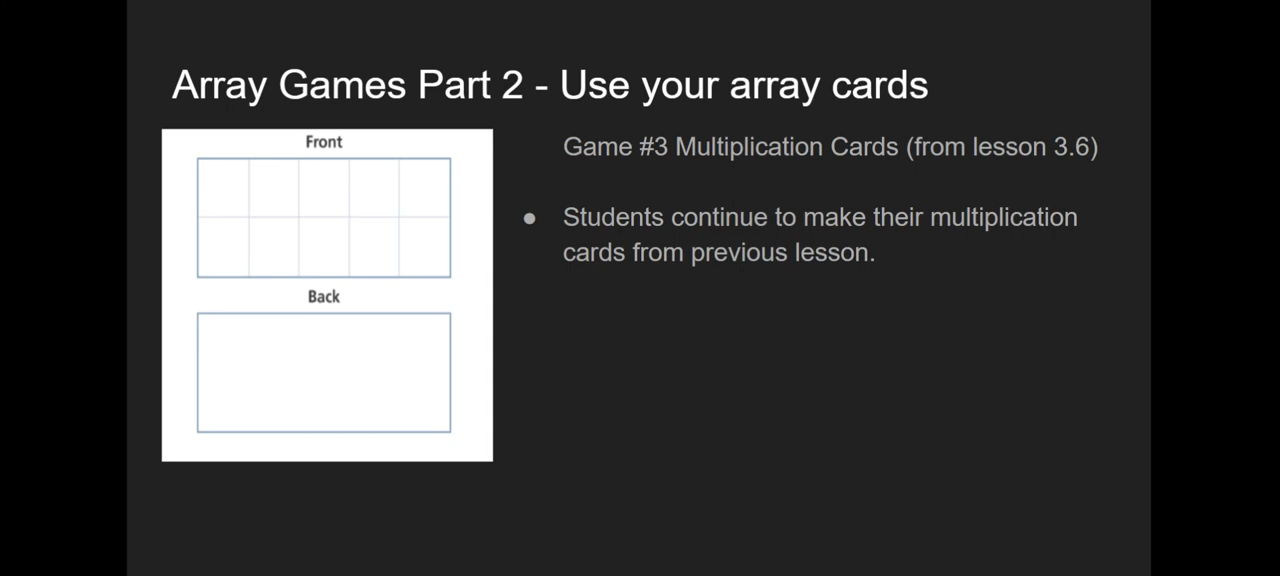 Array Games Part 2 - Use your array cards
Front
Back
Game #3 Multiplication Cards (from lesson 3.6)
● Students continue to make their multiplication
cards from previous lesson.